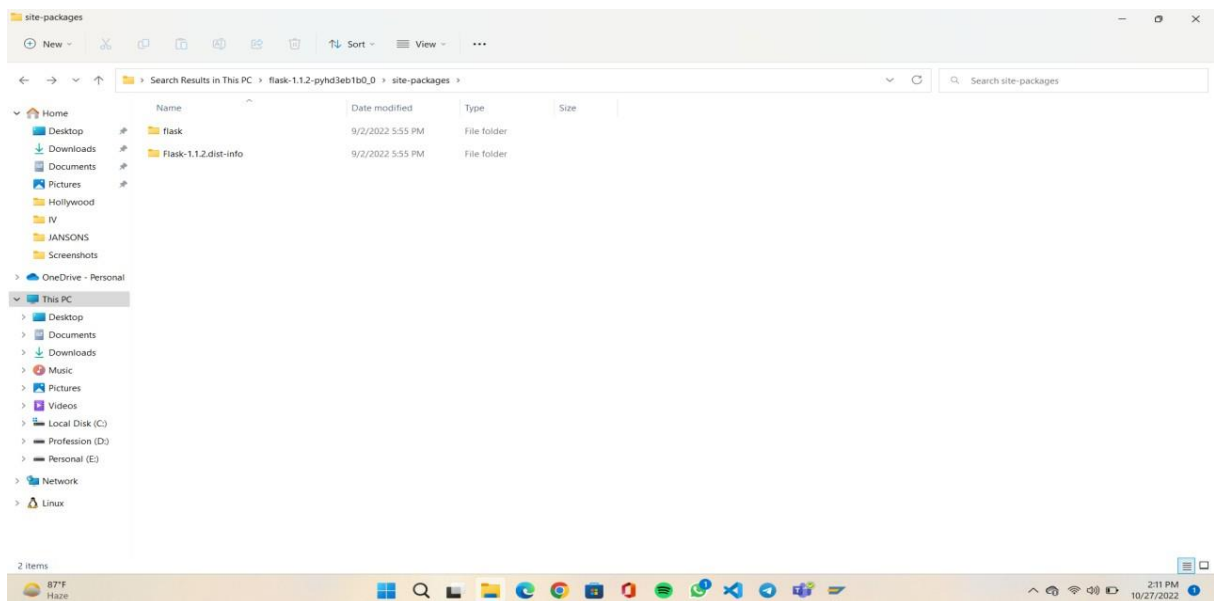 site-packages
New
Sort
View
Search Results in This PC > flask-1.1.2-pyhd3eb1b0_0 > site-packages >
Search site-packages
Name Date modified Type Size
flask 9/2/2022 5:55 PM File folder
Flask-1.1.2.dist-info 9/2/2022 5:55 PM File folder
Home
Desktop
Downloads
Documents
Pictures
Hollywood
IV
JANSONS
Screenshots
OneDrive - Personal
This PC
Desktop
Documents
Downloads
Music
Pictures
Videos
Local Disk (C:)
Profession (D:)
Personal (E:)
Network
Linux
2 items
87°F
Haze
1
2:11 PM
10/27/2022
1